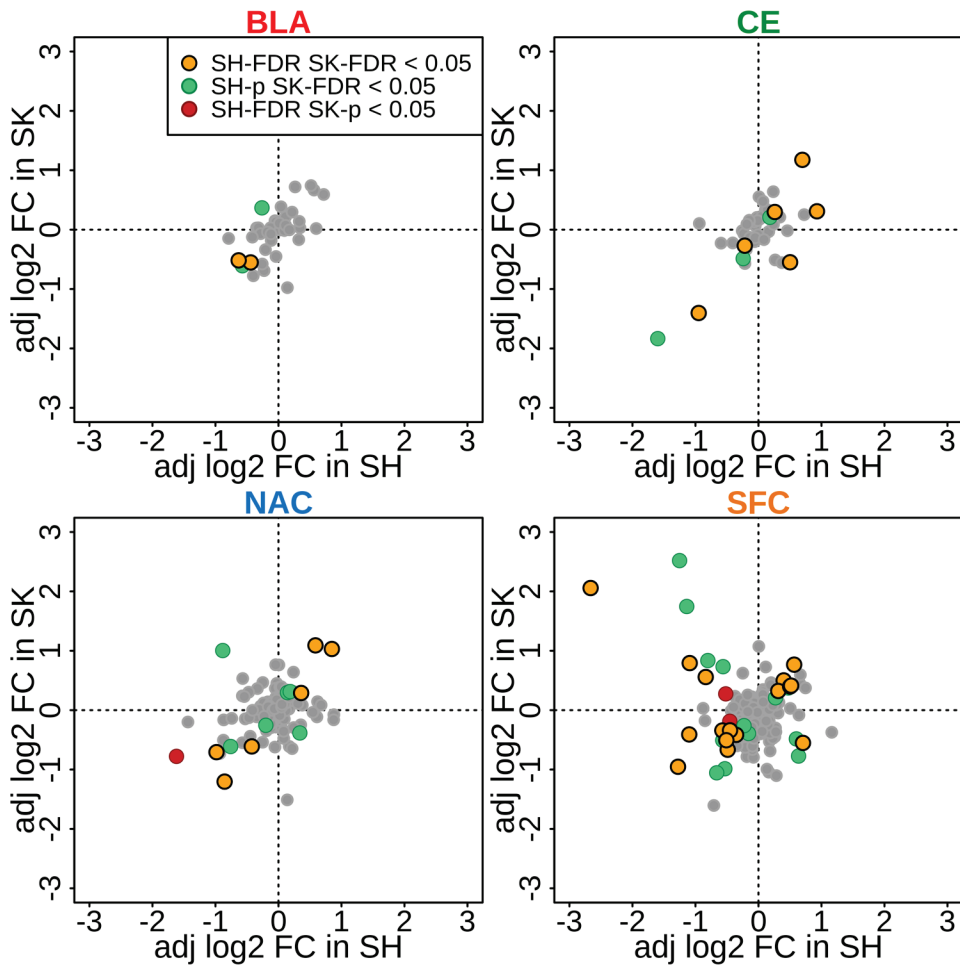 BLA
SH-FDR SK-FDR < 0.05
SH-p SK-FDR < 0.05
SH-FDR SK-p < 0.05
adj log2 FC in SK
3
2
1
0
-1
-2
-3
-3 -2 -1 0 1 2 3
adj log2 FC in SH
CE
adj log2 FC in SK
3
2
1
0
-1
-2
-3
-3 -2 -1 0 1 2 3
adj log2 FC in SH
NAC
adj log2 FC in SK
3
2
1
0
-1
-2
-3
-3 -2 -1 0 1 2 3
adj log2 FC in SH
SFC
adj log2 FC in SK
3
2
1
0
-1
-2
-3
-3 -2 -1 0 1 2 3
adj log2 FC in SH